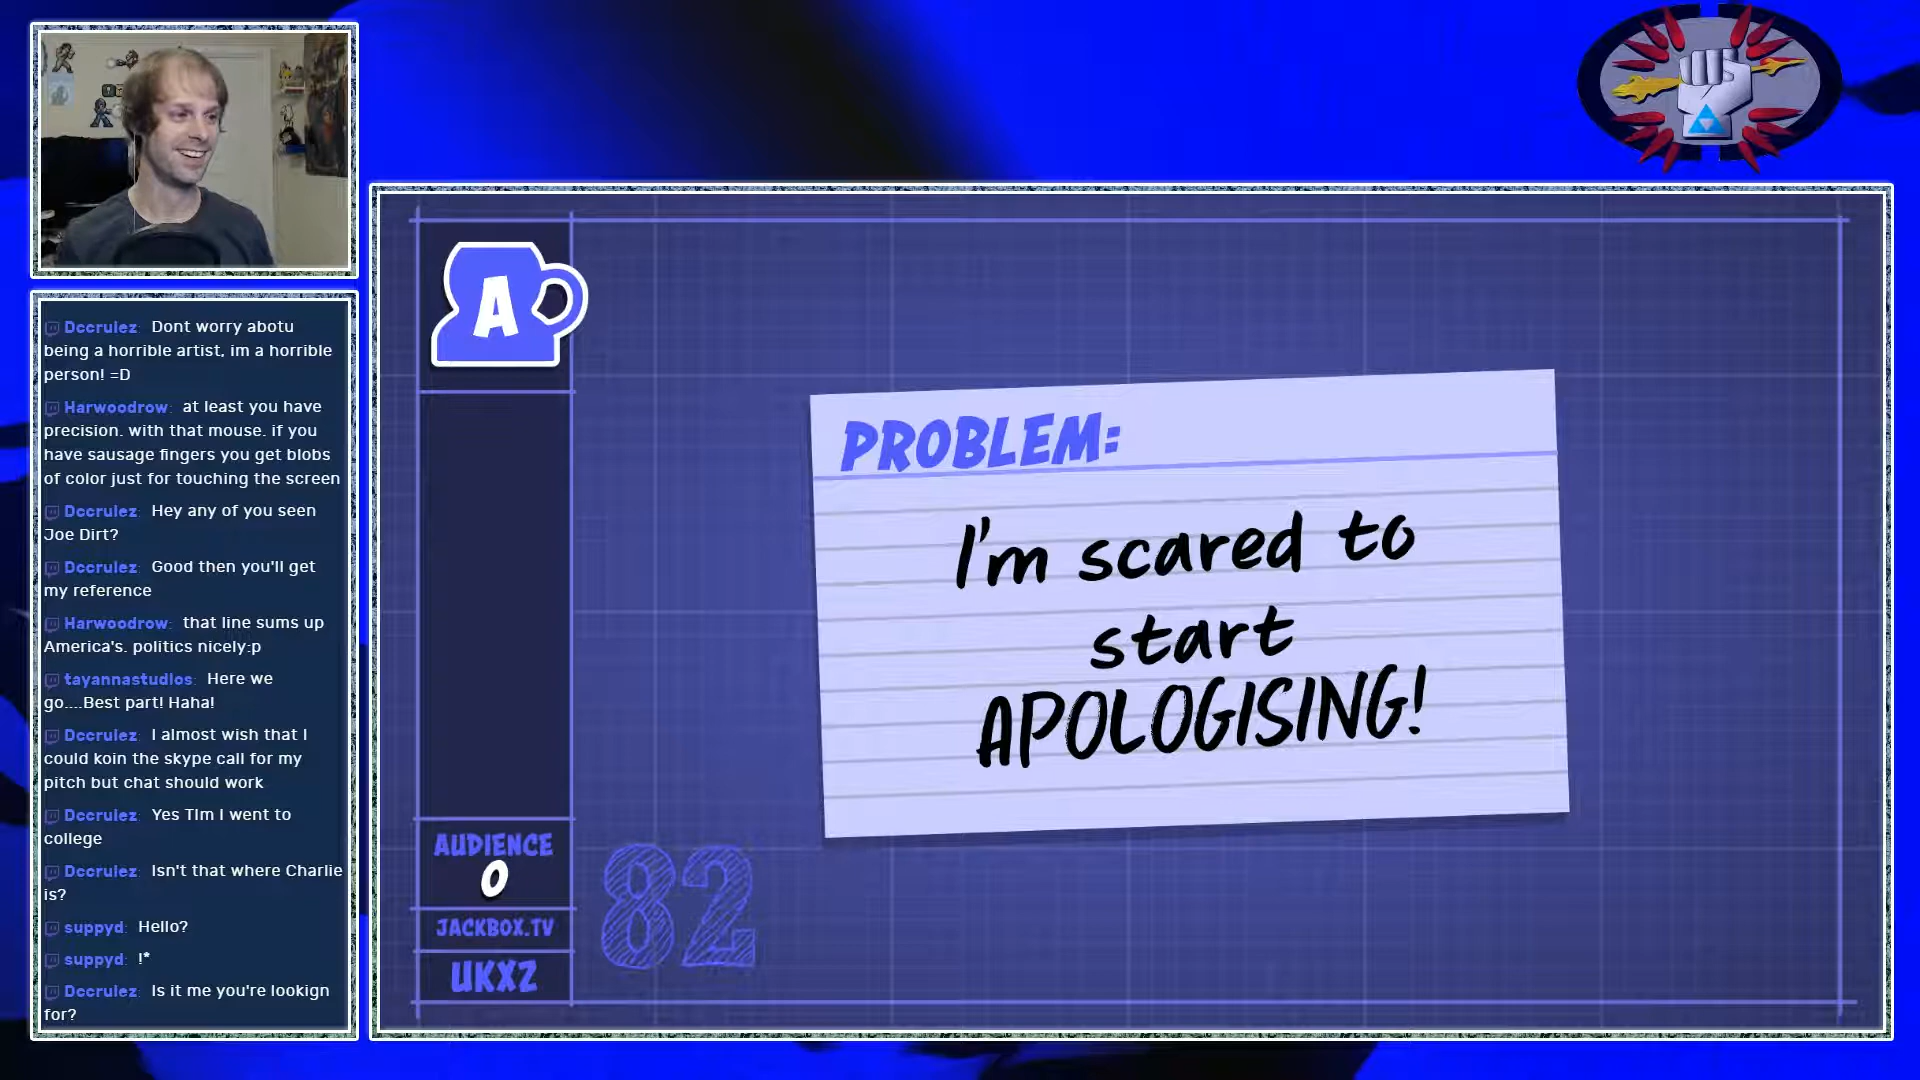 Dccrulez: Dont worry abotu
being a horrible artist, im a horrible
person! =D
Harwoodrow: at least you have
precision. with that mouse. if you
have sausage fingers you get blobs
of color just for touching the screen
Dccrulez: Hey any of you seen
Joe Dirt?
Dccrulez: Good then you'll get
my reference
Harwoodrow: that line sums up
America's. politics nicely:p
tayannastudios: Here we
go....Best part! Haha!
Dccrulez: I almost wish that I
could koin the skype call for my
pitch but chat should work
Dccrulez: Yes TIm I went to
college
Dccrulez: Isn't that where Charlie
is?
suppyd: Hello?
suppyd: !*
Dccrulez: Is it me you're lookign
for?
A
AUDIENCE
0
JACKBOX.TV
UKXZ
82
PROBLEM:
I'm scared to
start
APOLOGISING!